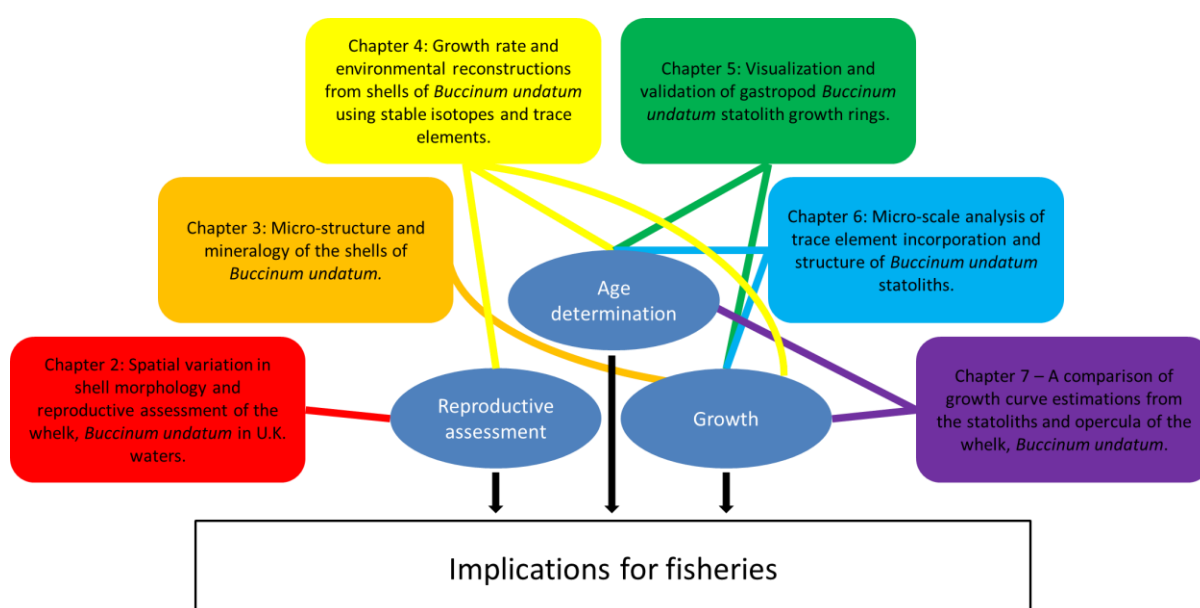 Chapter 4: Growth rate and
environmental reconstructions
from shells of Buccinum undatum
using stable isotopes and trace
elements.
Chapter 5: Visualization and
validation of gastropod Buccinum
undatum statolith growth rings.
Chapter 3: Micro-structure and
mineralogy of the shells of
Buccinum undatum.
Chapter 6: Micro-scale analysis of
trace element incorporation and
structure of Buccinum undatum
statoliths.
Age
determination
Chapter 2: Spatial variation in
shell morphology and
reproductive assessment of the
whelk, Buccinum undatum in U.K.
waters.
Reproductive
assessment
Growth
Chapter 7 – A comparison of
growth curve estimations from
the statoliths and opercula of the
whelk, Buccinum undatum.
Implications for fisheries